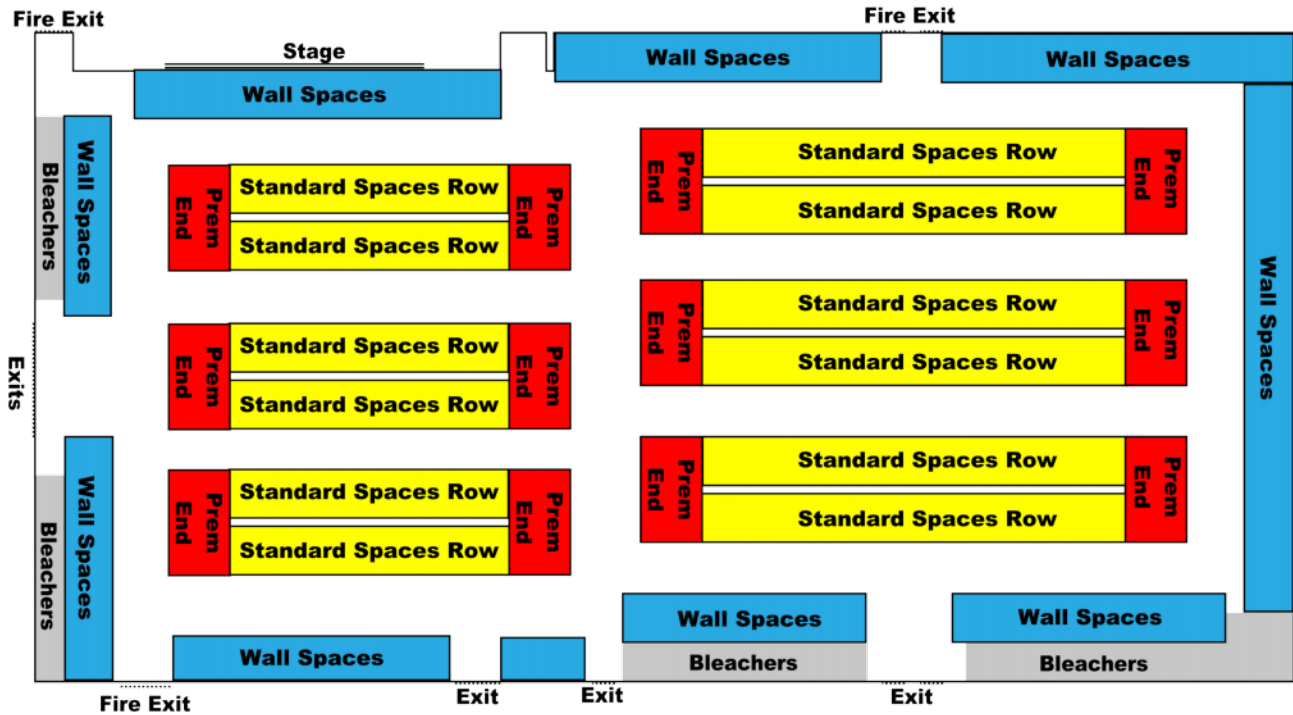 Fire Exit
Fire Exit
Stage
Wall Spaces
Wall Spaces
Wall Spaces
Bleachers
Wall Spaces
Prem End
Standard Spaces Row
Standard Spaces Row
Prem End
Prem End
Standard Spaces Row
Standard Spaces Row
Prem End
Wall Spaces
Exits
Prem End
Standard Spaces Row
Standard Spaces Row
Prem End
Prem End
Standard Spaces Row
Standard Spaces Row
Prem End
Bleachers
Wall Spaces
Prem End
Standard Spaces Row
Standard Spaces Row
Prem End
Prem End
Standard Spaces Row
Standard Spaces Row
Prem End
Wall Spaces
Wall Spaces
Wall Spaces
Bleachers
Bleachers
Fire Exit
Exit
Exit
Exit